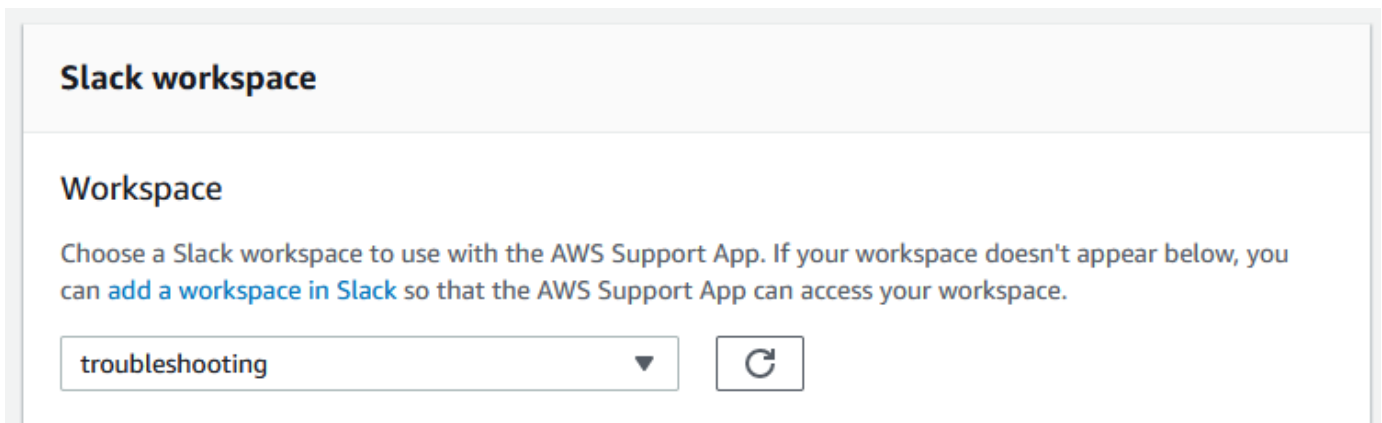 Slack workspace
Workspace
Choose a Slack workspace to use with the AWS Support App. If your workspace doesn't appear below, you
can add a workspace in Slack so that the AWS Support App can access your workspace.
troubleshooting